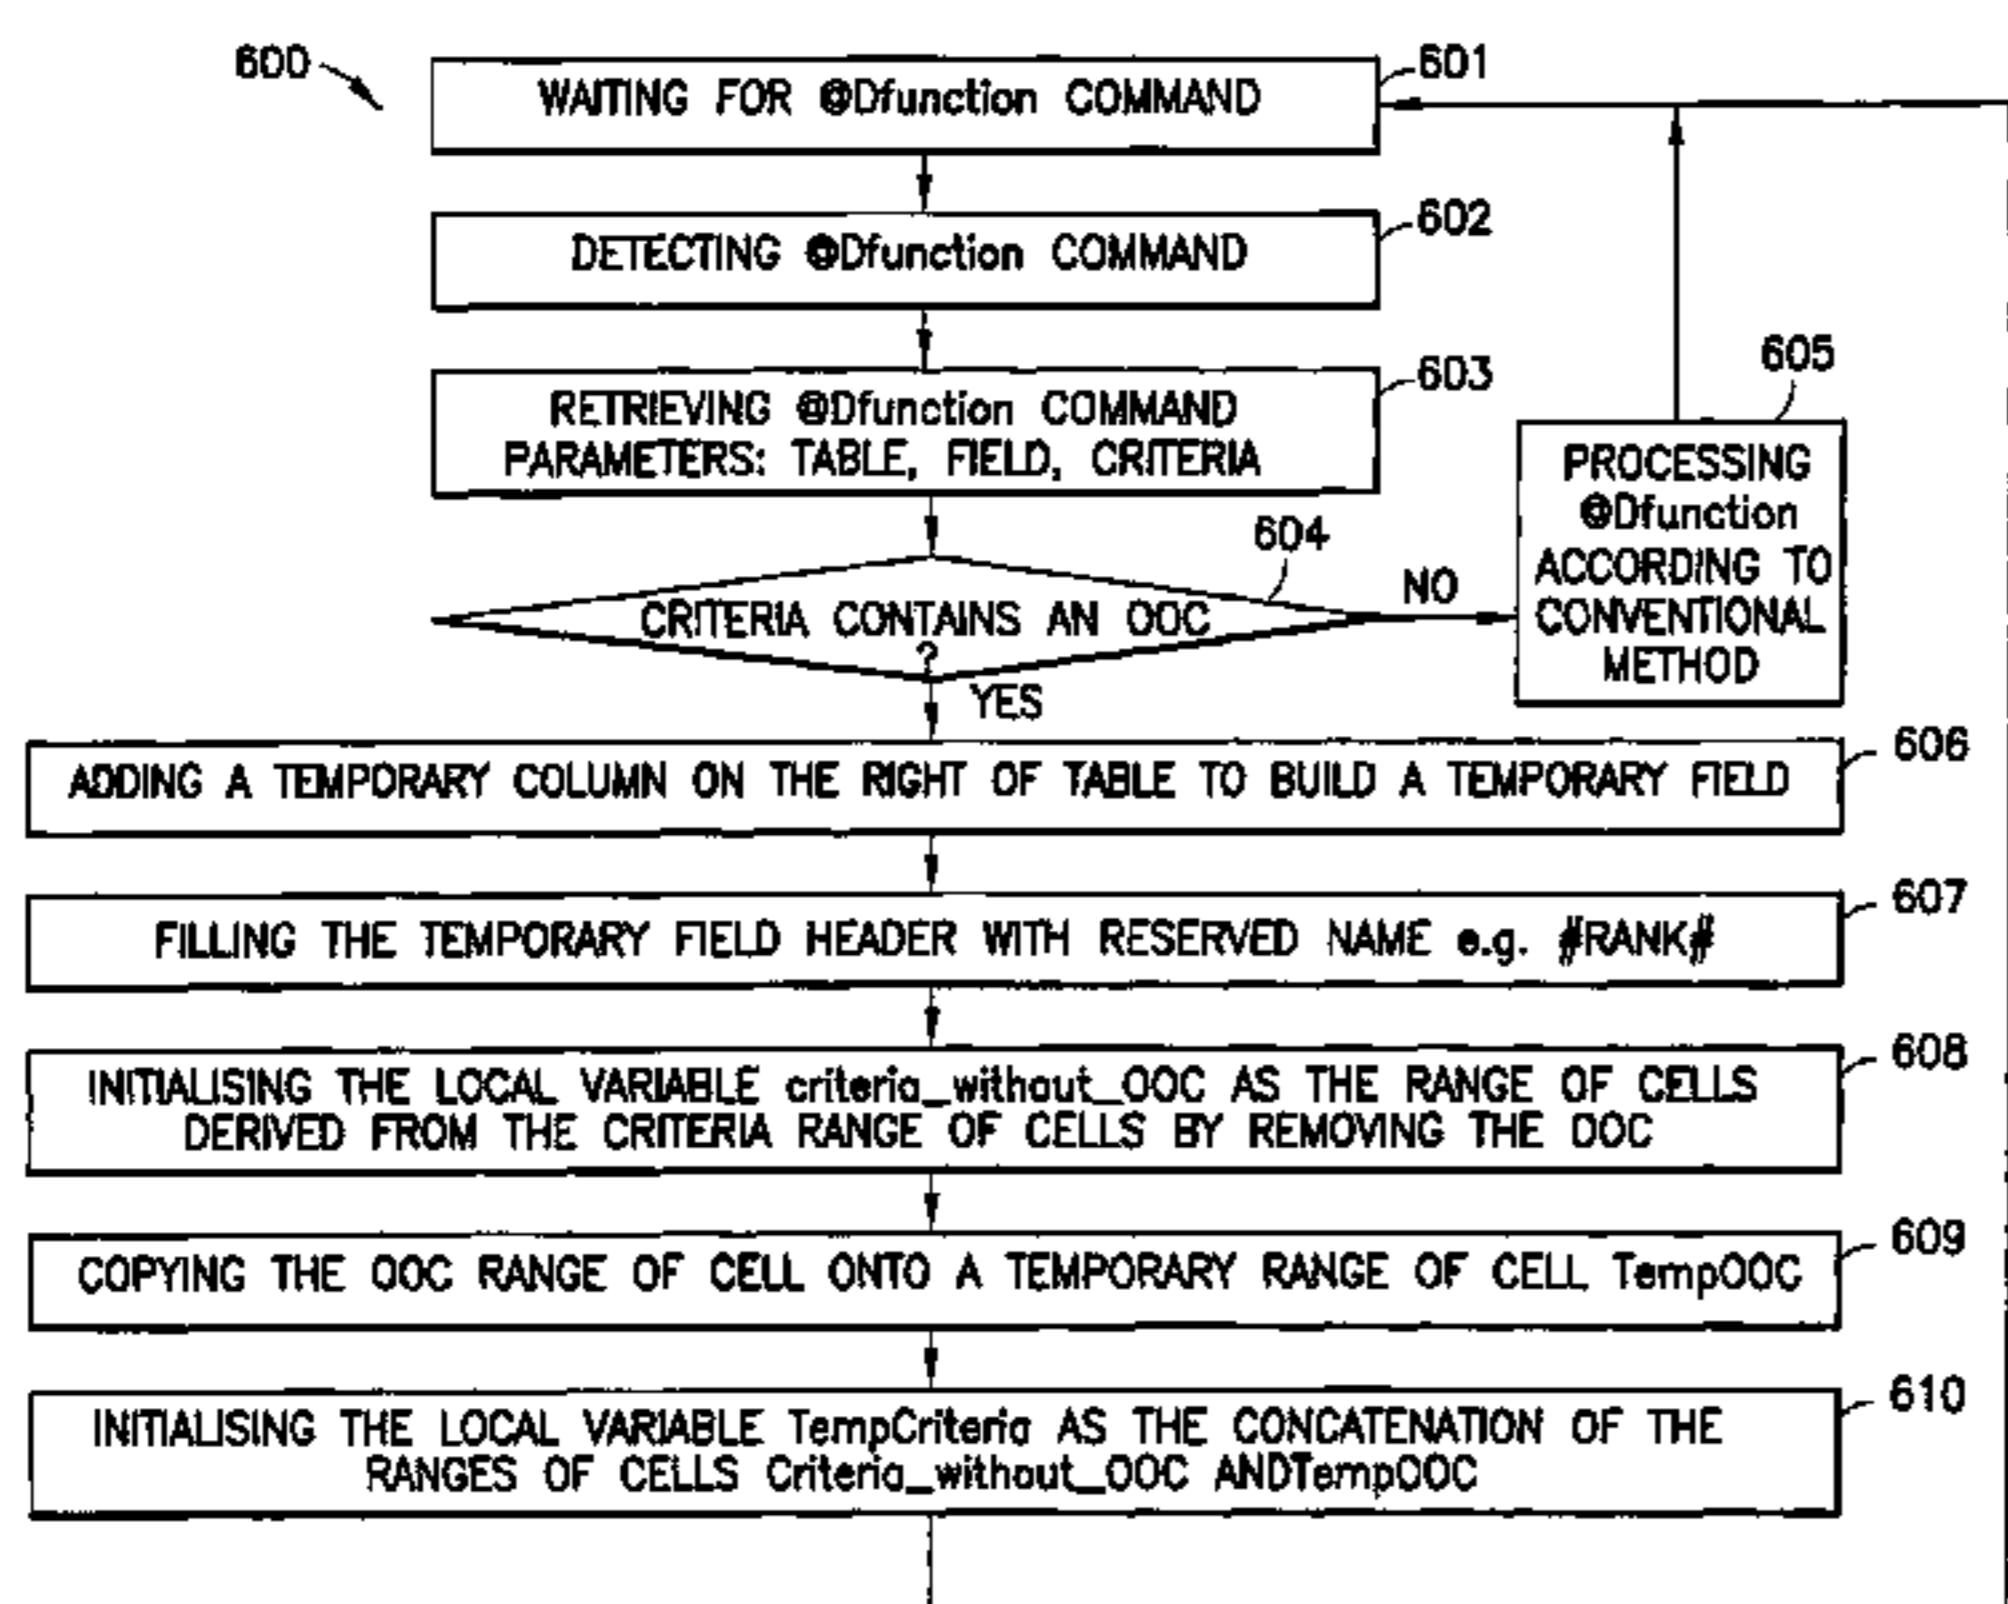 600
WAITING FOR @Dfunction COMMAND
601
DETECTING @Dfunction COMMAND
602
RETRIEVING @Dfunction COMMAND
PARAMETERS: TABLE, FIELD, CRITERIA
603
CRITERIA CONTAINS AN OOC
?
604
NO
YES
605
PROCESSING
@Dfunction
ACCORDING TO
CONVENTIONAL
METHOD
ADDING A TEMPORARY COLUMN ON THE RIGHT OF TABLE TO BUILD A TEMPORARY FIELD
606
FILLING THE TEMPORARY FIELD HEADER WITH RESERVED NAME e.g. #RANK#
607
INITIALISING THE LOCAL VARIABLE criteria_without_OOC AS THE RANGE OF CELLS
DERIVED FROM THE CRITERIA RANGE OF CELLS BY REMOVING THE OOC
608
COPYING THE OOC RANGE OF CELL ONTO A TEMPORARY RANGE OF CELL TempOOC
609
INITIALISING THE LOCAL VARIABLE TempCriteria AS THE CONCATENATION OF THE
RANGES OF CELLS Criteria_without_OOC ANDTempOOC
610